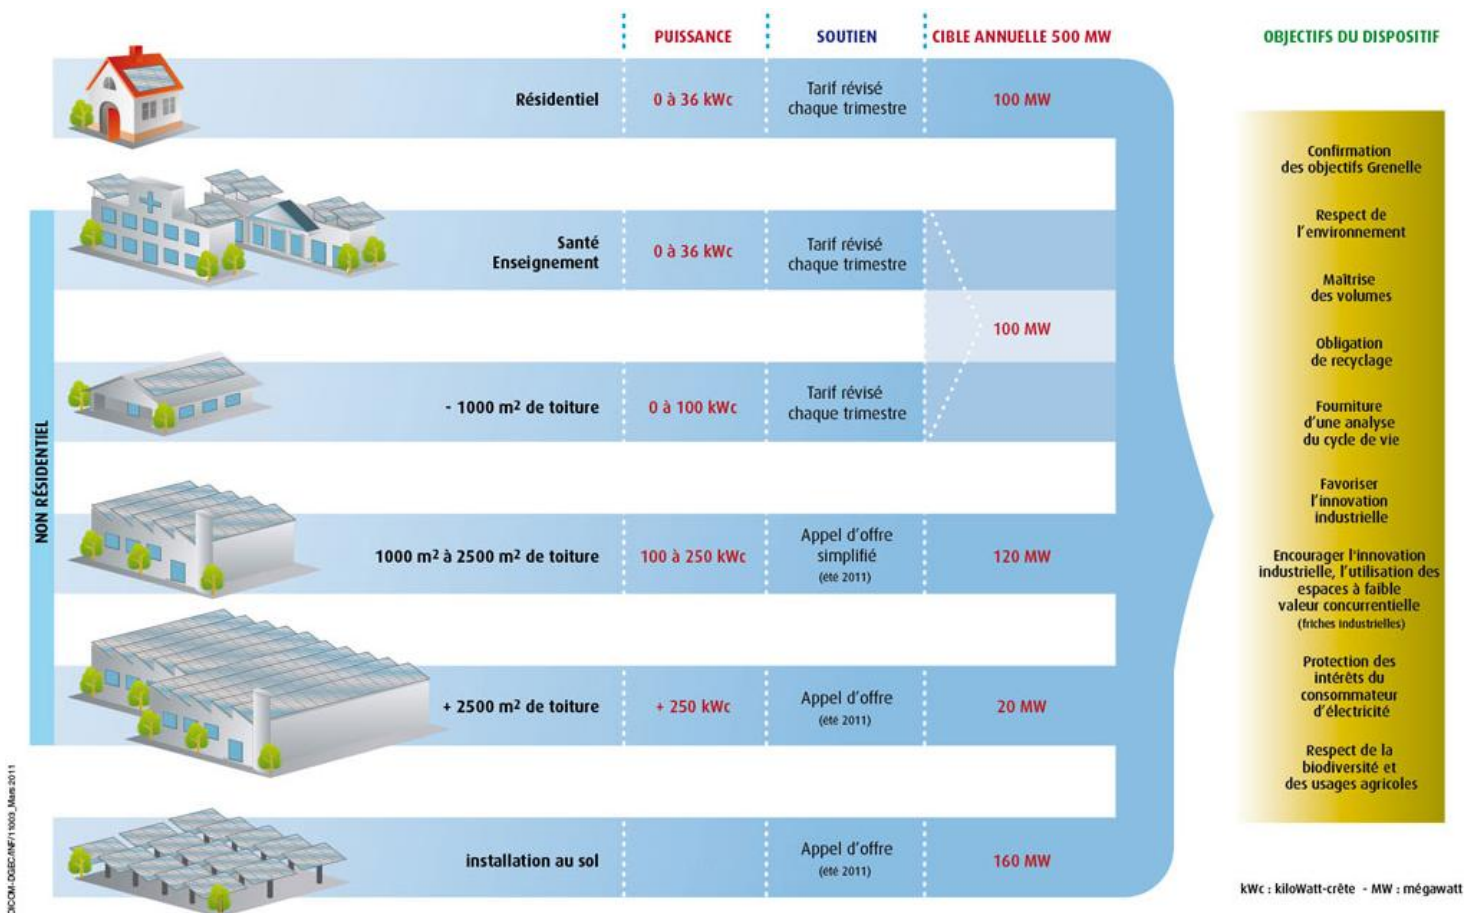 PUISSANCE
SOUTIEN
CIBLE ANNUELLE 500 MW
OBJECTIFS DU DISPOSITIF
Résidentiel
0 à 36 kWc
Tarif révisé
chaque trimestre
100 MW
NON RÉSIDENTIEL
Santé
Enseignement
0 à 36 kWc
Tarif révisé
chaque trimestre
100 MW
- 1000 m² de toiture
0 à 100 kWc
Tarif révisé
chaque trimestre
1000 m² à 2500 m² de toiture
100 à 250 kWc
Appel d'offre
simplifié
(été 2011)
120 MW
+ 2500 m² de toiture
+ 250 kWc
Appel d'offre
(été 2011)
20 MW
installation au sol
Appel d'offre
(été 2011)
160 MW
Confirmation
des objectifs Grenelle
Respect de
l'environnement
Maîtrise
des volumes
Obligation
de recyclage
Fourniture
d'une analyse
du cycle de vie
Favoriser
l'innovation
industrielle
Encourager l'innovation
industrielle, l'utilisation des
espaces à faible
valeur concurrentielle
(friches industrielles)
Protection des
intérêts du
consommateur
d'électricité
Respect de la
biodiversité et
des usages agricoles
kWc : kiloWatt-crête - MW : mégawatt
DICOM-DGEC/INF/11003_Mars 2011